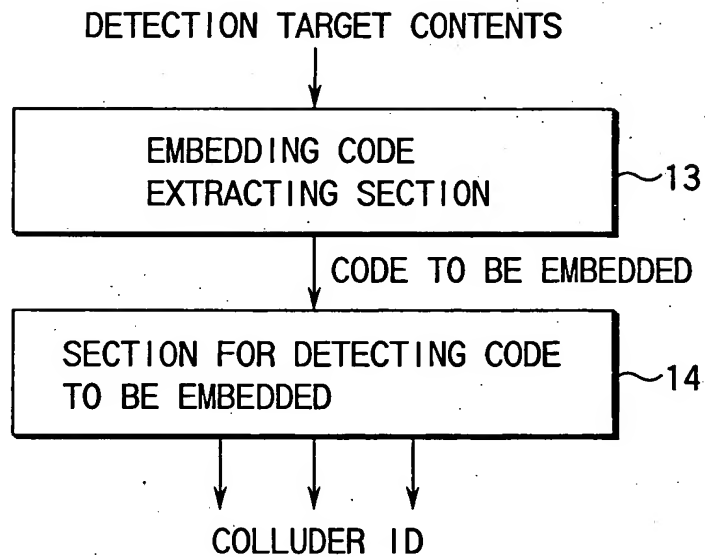 DETECTION TARGET CONTENTS
EMBEDDING CODE
EXTRACTING SECTION
13
CODE TO BE EMBEDDED
SECTION FOR DETECTING CODE
TO BE EMBEDDED
14
COLLUDER ID